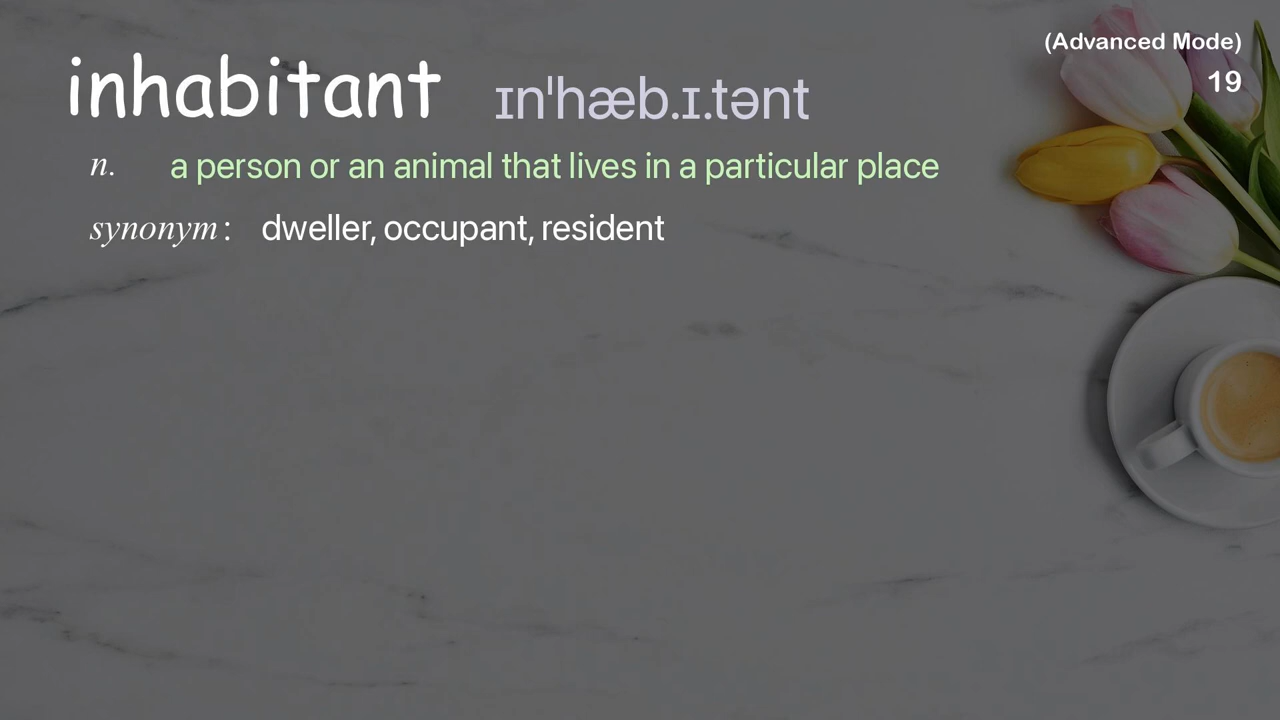 (Advanced Mode)
19
inhabitant ɪnˈhæb.ɪ.tənt
n. a person or an animal that lives in a particular place
synonym: dweller, occupant, resident